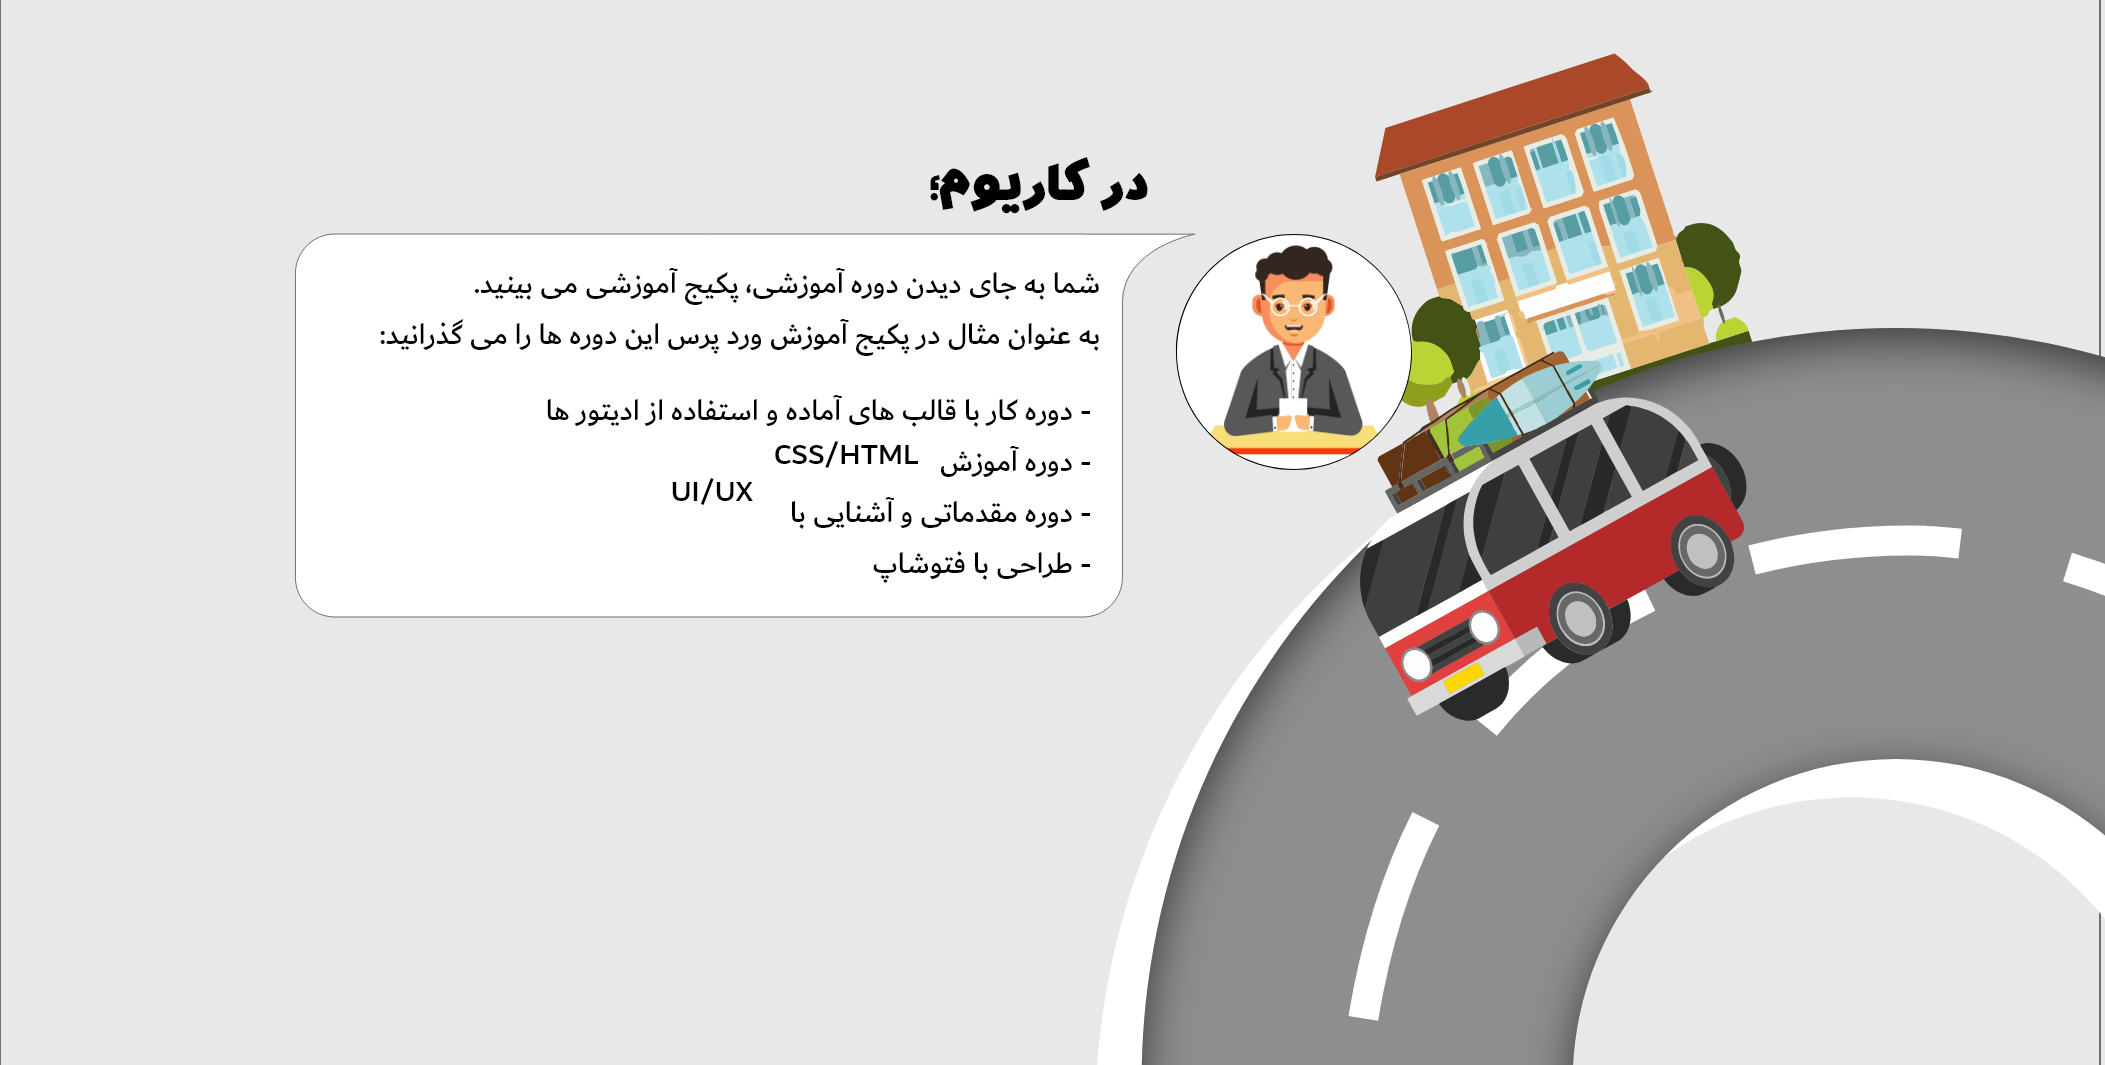 در کاریوم؛
شما به جای دیدن دوره آموزشی، پکیج آموزشی می بینید.
به عنوان مثال در پکیج آموزش ورد پرس این دوره ها را می گذرانید:
- دوره کار با قالب های آماده و استفاده از ادیتور ها
- دوره آموزش CSS/HTML
- دوره مقدماتی و آشنایی با UI/UX
- طراحی با فتوشاپ